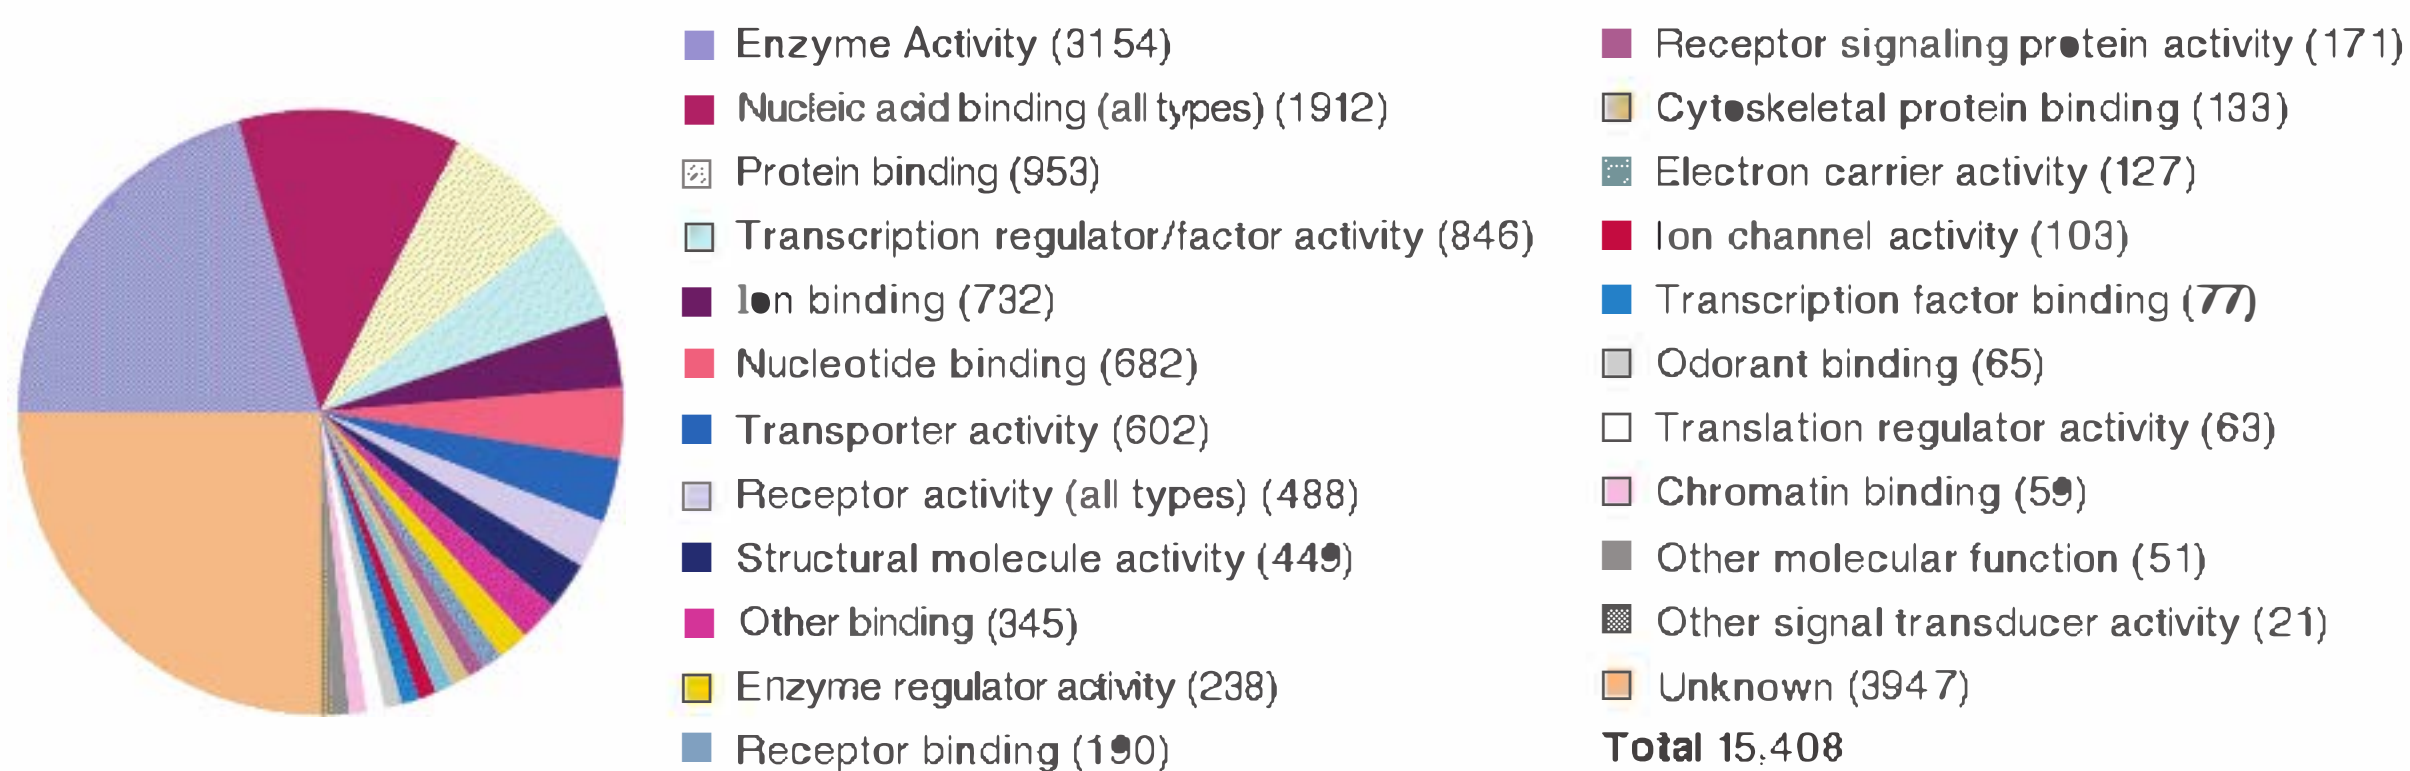 Enzyme Activity (3154)
Nucleic acid binding (all types) (1912)
Protein binding (953)
Transcription regulator/factor activity (846)
Ion binding (732)
Nucleotide binding (682)
Transporter activity (602)
Receptor activity (all types) (488)
Structural molecule activity (449)
Other binding (345)
Enzyme regulator activity (238)
Receptor binding (190)
Receptor signaling protein activity (171)
Cytoskeletal protein binding (133)
Electron carrier activity (127)
Ion channel activity (103)
Transcription factor binding (77)
Odorant binding (65)
Translation regulator activity (63)
Chromatin binding (59)
Other molecular function (51)
Other signal transducer activity (21)
Unknown (3947)
Total 15,408